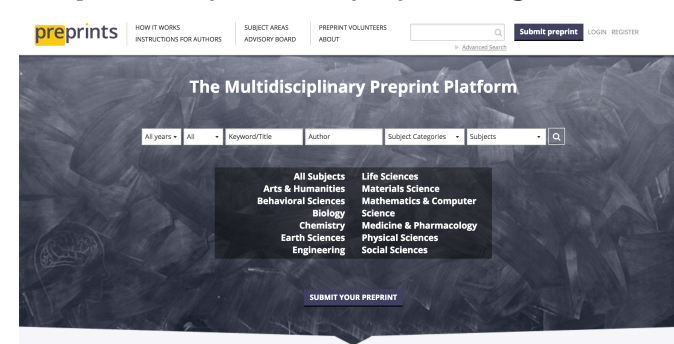 preprints
HOW IT WORKS
INSTRUCTIONS FOR AUTHORS
SUBJECT AREAS
ADVISORY BOARD
PREPRINT VOLUNTEERS
ABOUT
Advanced Search
Submit preprint
LOGIN REGISTER
The Multidisciplinary Preprint Platform
All years All Keyword/Title Author Subject Categories Subjects
All Subjects
Arts & Humanities
Behavioral Sciences
Biology
Chemistry
Earth Sciences
Engineering
Life Sciences
Materials Science
Mathematics & Computer
Science
Medicine & Pharmacology
Physical Sciences
Social Sciences
SUBMIT YOUR PREPRINT